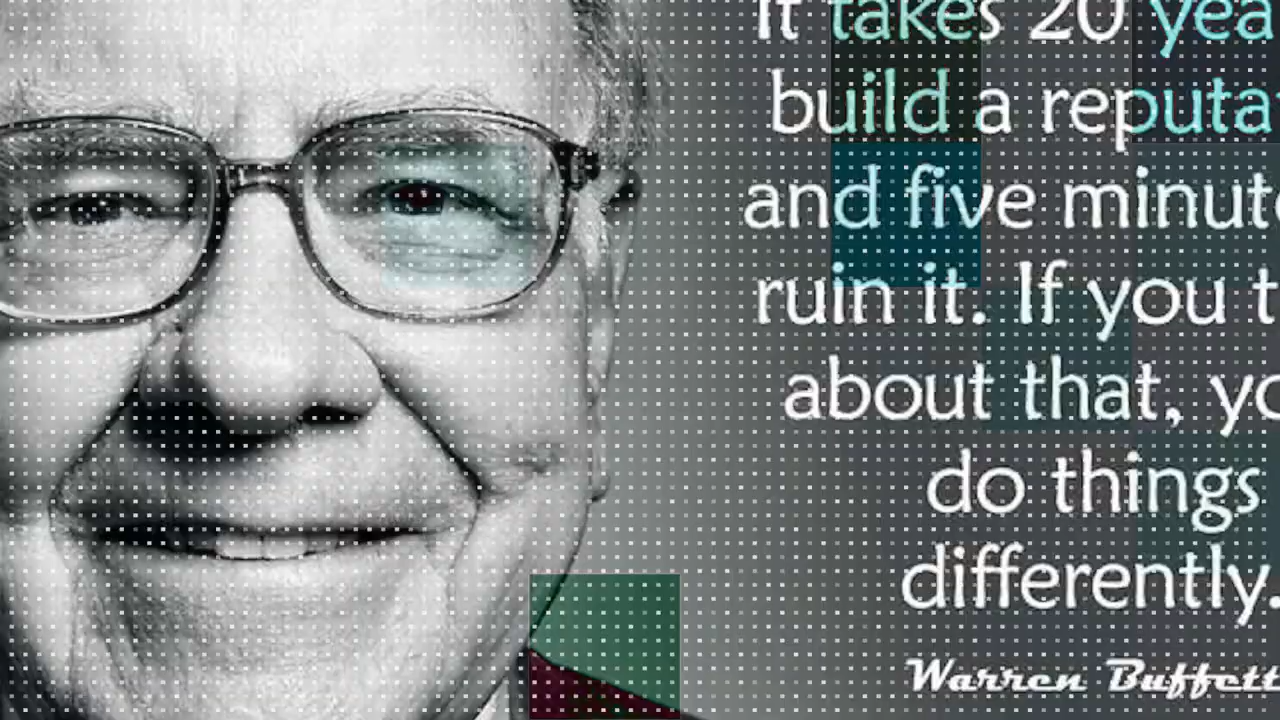 It takes 20 yea
build a reputat
and five minute
ruin it. If you t
about that, yo
do things
differently.
Warren Buffett